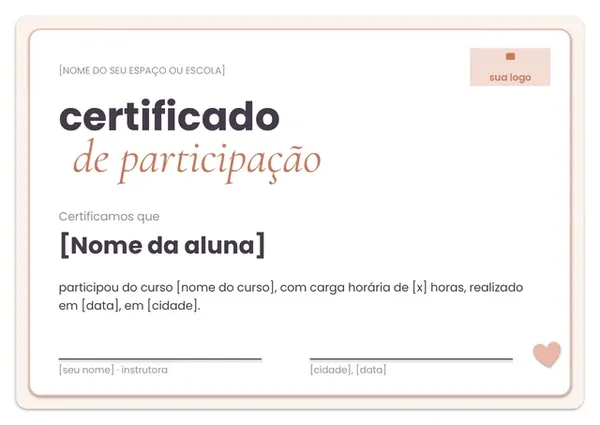 [NOME DO SEU ESPAÇO OU ESCOLA]
sua logo
certificado
de participação
Certificamos que
[Nome da aluna]
participou do curso [nome do curso], com carga horária de [x] horas, realizado
em [data], em [cidade].
[seu nome] · instrutora
[cidade], [data]